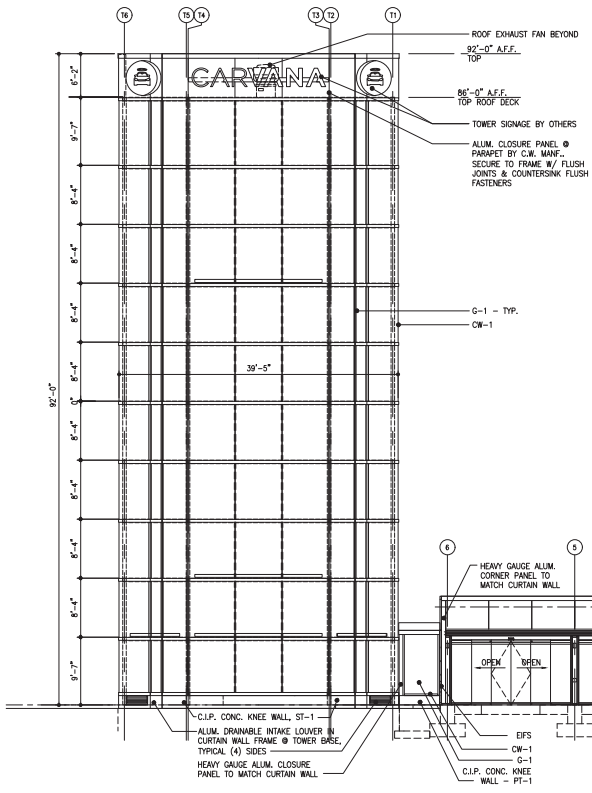 T6
T5
T4
T3
T2
T1
ROOF EXHAUST FAN BEYOND
92'-0" A.F.F.
TOP
CARVANA
6'-2"
86'-0" A.F.F.
TOP ROOF DECK
TOWER SIGNAGE BY OTHERS
9'-7"
ALUM. CLOSURE PANEL @
PARAPET BY C.W. MANF..
SECURE TO FRAME W/ FLUSH
JOINTS & COUNTERSINK FLUSH
FASTENERS
8'-4"
8'-4"
8'-4"
G-1 - TYP.
CW-1
8'-4"
39'-5"
92'-0"
0"
8'-4"
8'-4"
8'-4"
6
5
8'-4"
HEAVY GAUGE ALUM.
CORNER PANEL TO
MATCH CURTAIN WALL
9'-7"
OPEN
OPEN
C.I.P. CONC. KNEE WALL, ST-1
ALUM. DRAINABLE INTAKE LOUVER IN
CURTAIN WALL FRAME @ TOWER BASE,
TYPICAL (4) SIDES
HEAVY GAUGE ALUM. CLOSURE
PANEL TO MATCH CURTAIN WALL
EIFS
CW-1
G-1
C.I.P. CONC. KNEE
WALL - PT-1